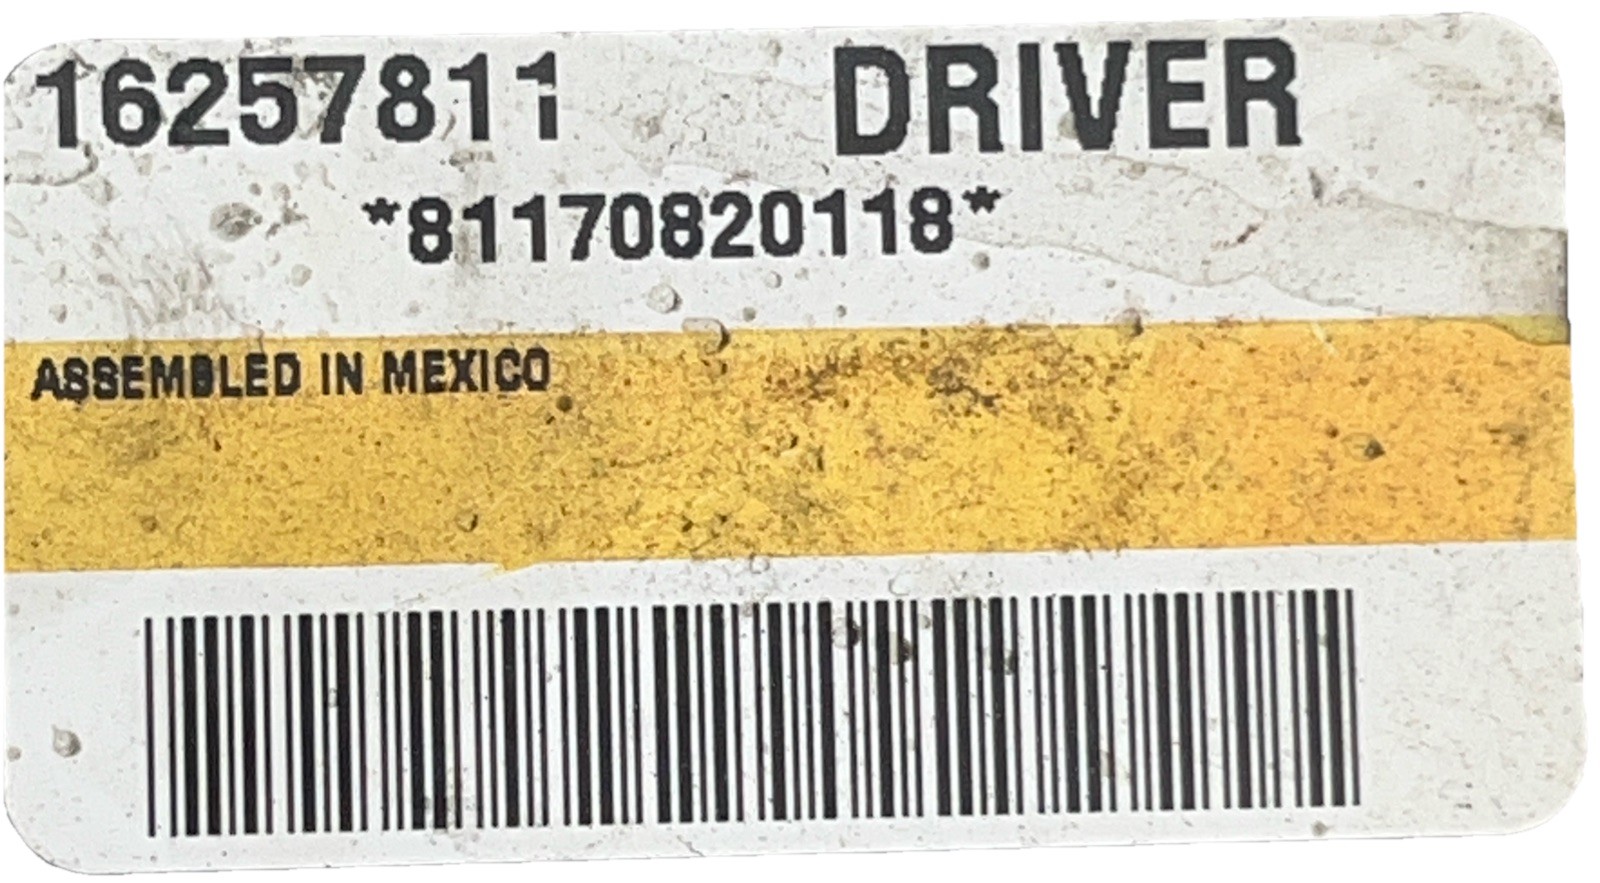 16257811 DRIVER
*81170820118*
ASSEMBLED IN MEXICO